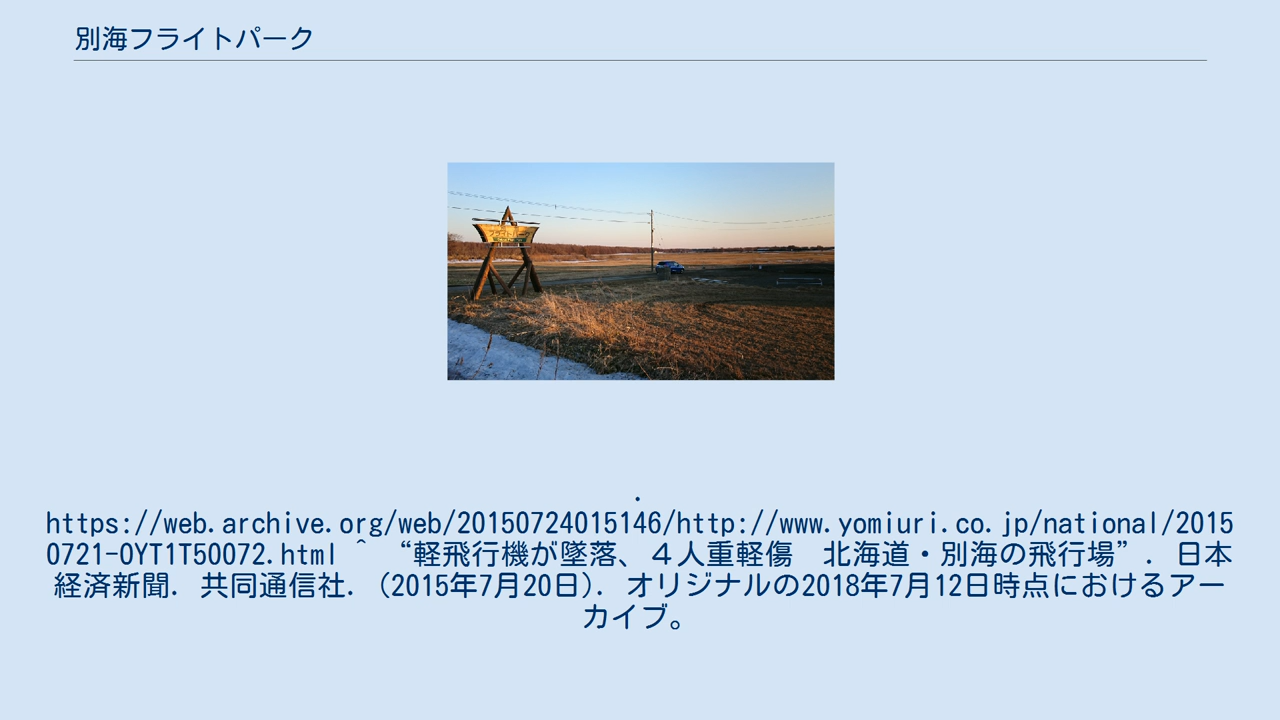 別海フライトパーク
.
https://web.archive.org/web/20150724015146/http://www.yomiuri.co.jp/national/2015
0721-OYT1T50072.html ^ “軽飛行機が墜落、４人重軽傷　北海道・別海の飛行場”. 日本
経済新聞. 共同通信社. (2015年7月20日). オリジナルの2018年7月12日時点におけるアー
カイブ。